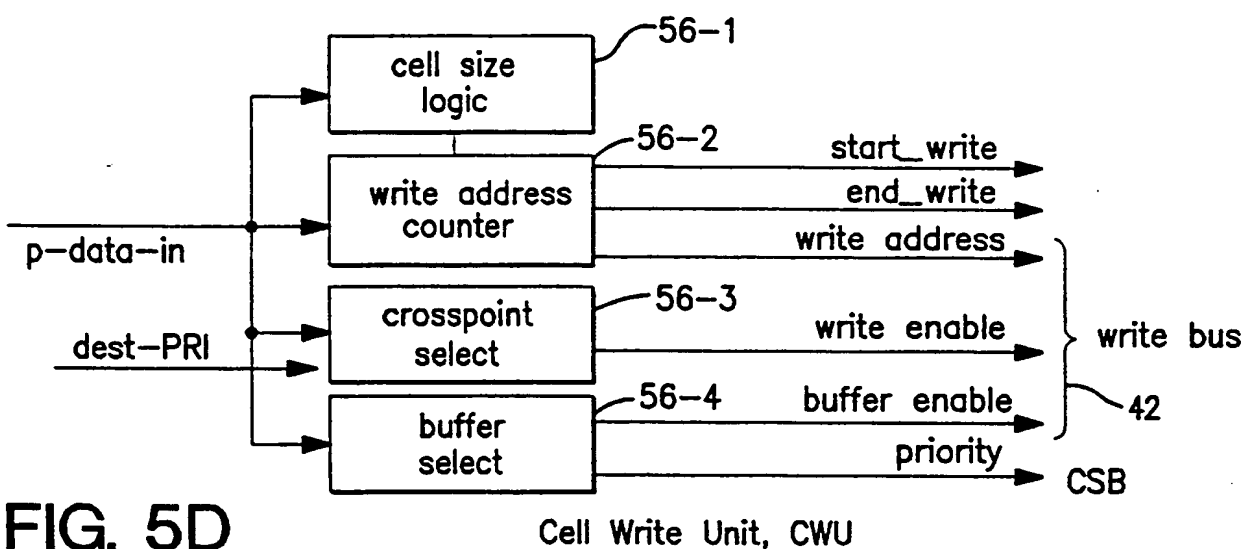 56-1
cell size
logic
56-2
start_write
write address
counter
end_write
p-data-in
write address
56-3
crosspoint
select
dest-PRI
write enable
write bus
56-4
buffer enable
42
buffer
select
priority
CSB
FIG. 5D
Cell Write Unit, CWU